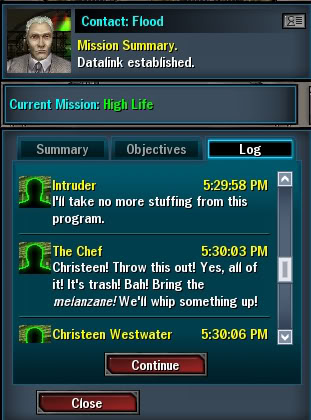 Contact: Flood
Mission Summary.
Datalink established.
Current Mission: High Life
Summary
Objectives
Log
Intruder 5:29:58 PM
I'll take no more stuffing from this
program.
The Chef 5:30:03 PM
Christeen! Throw this out! Yes, all of
it! It's trash! Bah! Bring the
melanzane! We'll whip something up!
Christeen Westwater 5:30:06 PM
Continue
Close